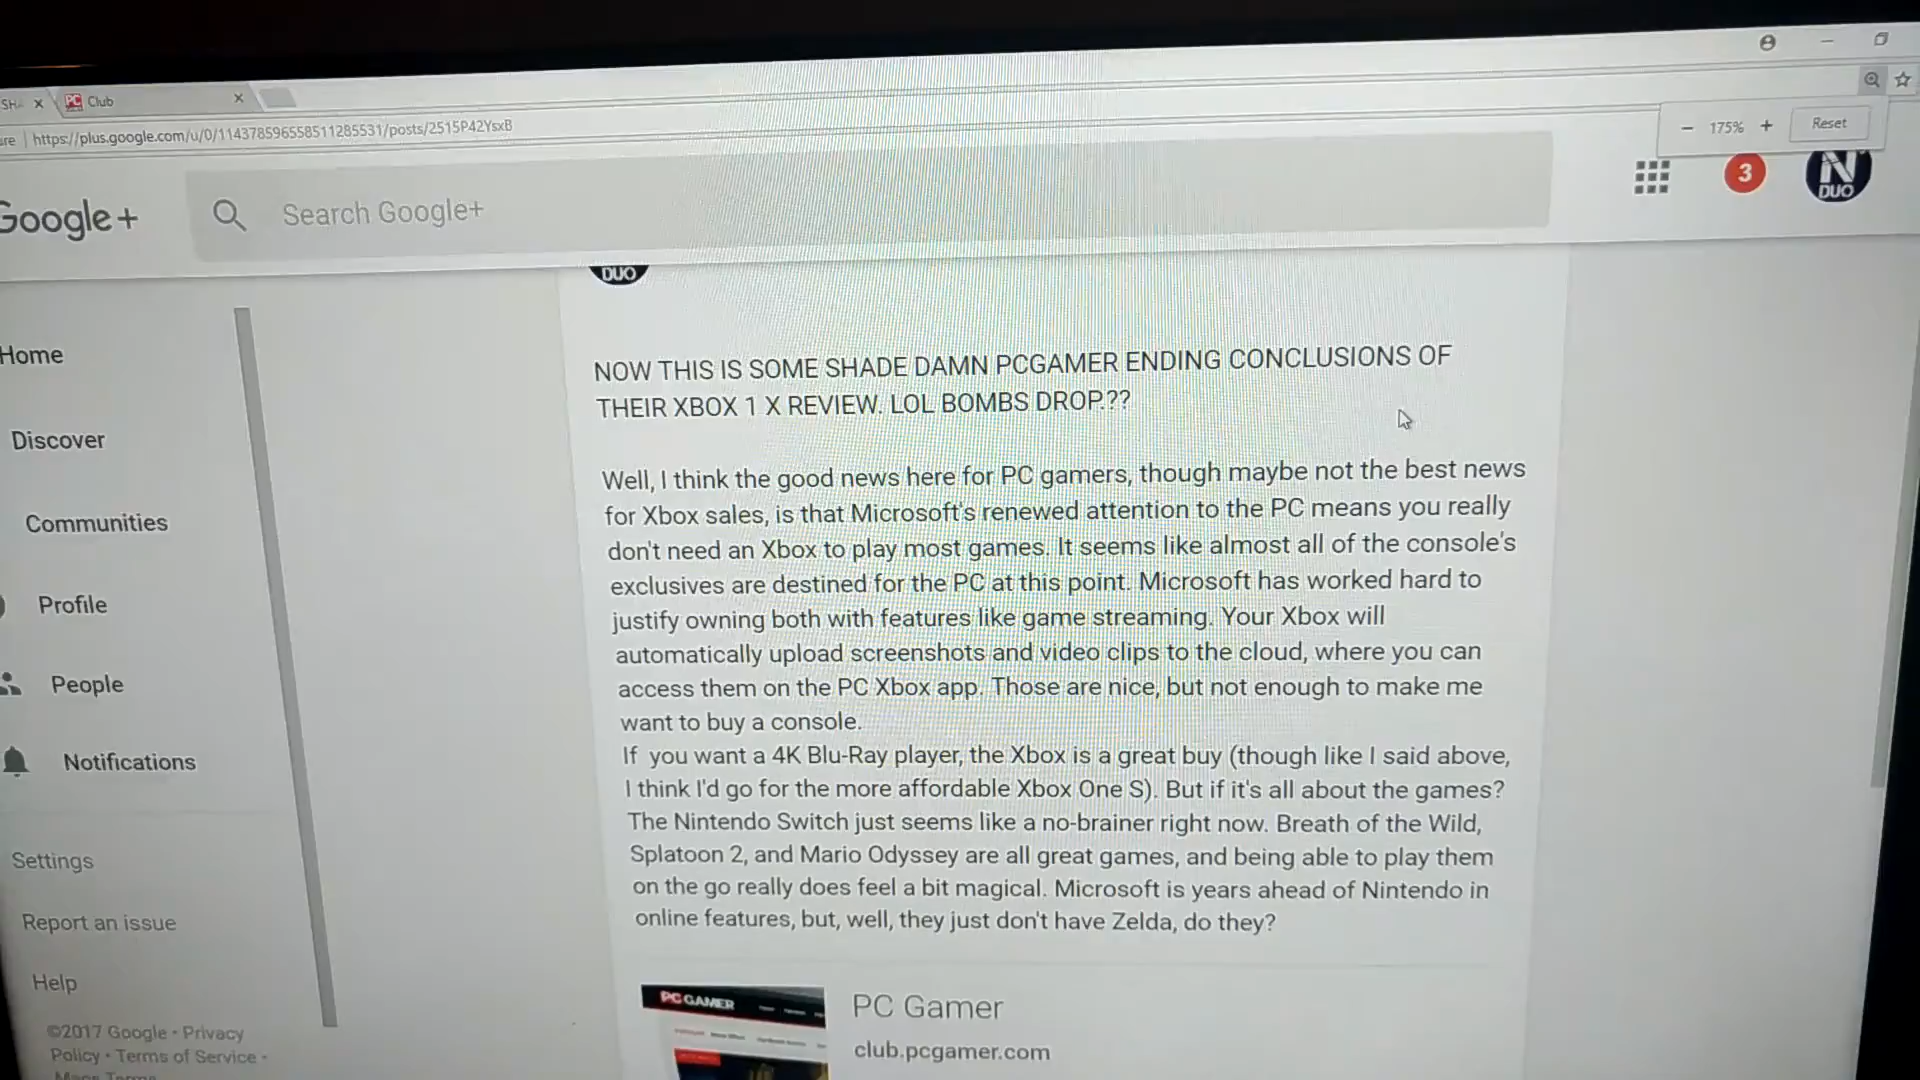 SH
PC Club
https://plus.google.com/u/0/114378596558511285531/posts/2515P42YsxB
175%
Reset
Google+
Search Google+
3
N
DUO
DUO
Home
Discover
Communities
Profile
People
Notifications
Settings
Report an issue
Help
©2017 Google • Privacy
Policy • Terms of Service •
Maps Terms
NOW THIS IS SOME SHADE DAMN PCGAMER ENDING CONCLUSIONS OF
THEIR XBOX 1 X REVIEW. LOL BOMBS DROP.??
Well, I think the good news here for PC gamers, though maybe not the best news
for Xbox sales, is that Microsoft's renewed attention to the PC means you really
don't need an Xbox to play most games. It seems like almost all of the console's
exclusives are destined for the PC at this point. Microsoft has worked hard to
justify owning both with features like game streaming. Your Xbox will
automatically upload screenshots and video clips to the cloud, where you can
access them on the PC Xbox app. Those are nice, but not enough to make me
want to buy a console.
If you want a 4K Blu-Ray player, the Xbox is a great buy (though like I said above,
I think I'd go for the more affordable Xbox One S). But if it's all about the games?
The Nintendo Switch just seems like a no-brainer right now. Breath of the Wild,
Splatoon 2, and Mario Odyssey are all great games, and being able to play them
on the go really does feel a bit magical. Microsoft is years ahead of Nintendo in
online features, but, well, they just don't have Zelda, do they?
PC GAMER
PC Gamer
club.pcgamer.com